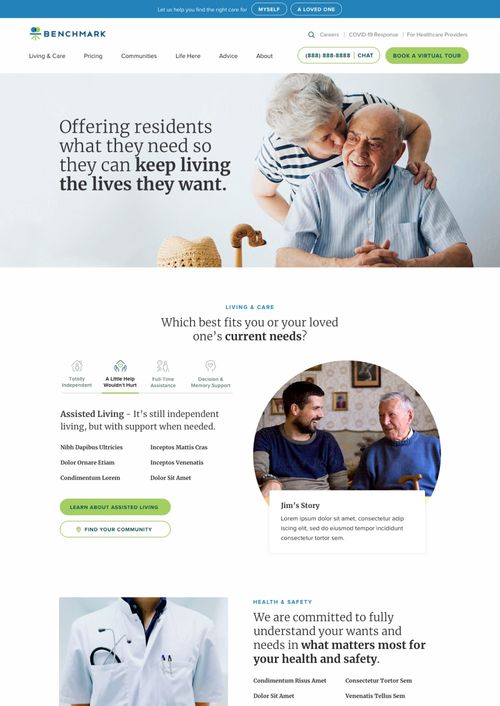 Let us help you find the right care for MYSELF A LOVED ONE
BENCHMARK
Careers | COVID-19 Response | For Healthcare Providers
Living & Care Pricing Communities Life Here Advice About (888) 888-8888 | CHAT BOOK A VIRTUAL TOUR
Offering residents
what they need so
they can keep living
the lives they want.
LIVING & CARE
Which best fits you or your loved
one's current needs?
Totally
Independent
A Little Help
Wouldn't Hurt
Full-Time
Assistance
Decision &
Memory Support
Assisted Living - It's still independent
living, but with support when needed.
Nibh Dapibus Ultricies Inceptos Mattis Cras
Dolor Ornare Etiam Inceptos Venenatis
Condimentum Lorem Dolor Sit Amet
LEARN ABOUT ASSISTED LIVING
FIND YOUR COMMUNITY
Jim's Story
Lorem ipsum dolor sit amet, consectetur adip
iscing elit, sed do eiusmod tempor incididunt
consectetur tortor sem.
HEALTH & SAFETY
We are committed to fully
understand your wants and
needs in what matters most for
your health and safety.
Condimentum Risus Amet Consectetur Tortor Sem
Dolor Sit Amet Venenatis Tellus Sem